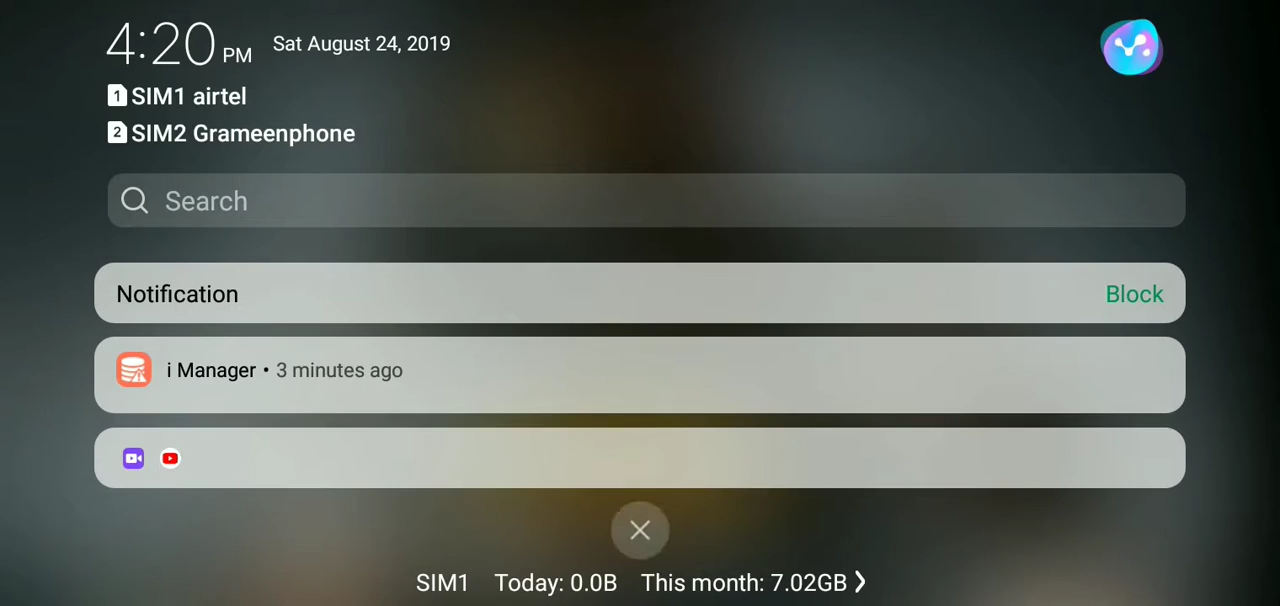 4:20 PM Sat August 24, 2019
1 SIM1 airtel
2 SIM2 Grameenphone
Search
Notification Block
i Manager • 3 minutes ago
SIM1 Today: 0.0B This month: 7.02GB